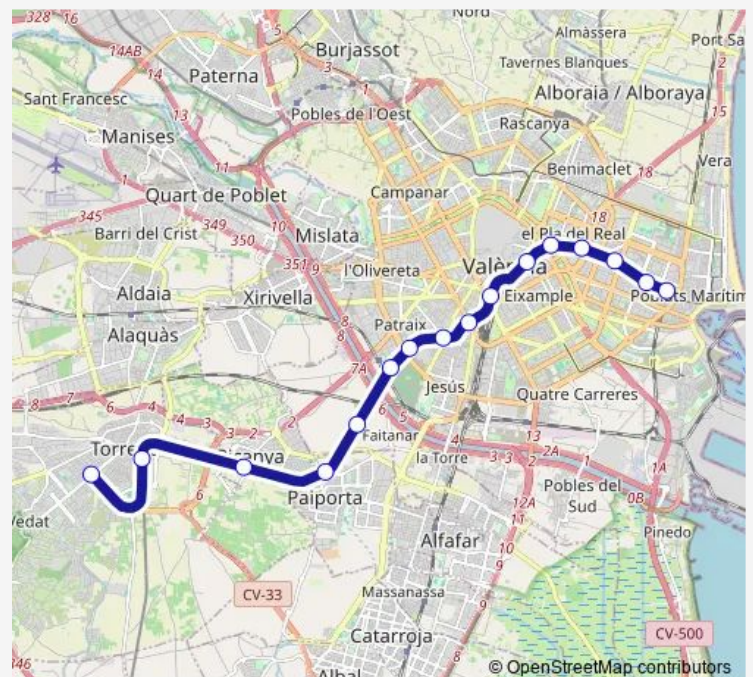 328
16
Nord
Almàssera
Port Sa
14AB
5
Burjassot
3
2
Tavernes Blanques
14
Paterna
1
Alboraia / Alboraya
Sant Francesc
13
Pobles de l'Oest
Rascanya
15
Manises
11
Benimaclet
18
Vera
1
Quart de Poblet
Campanar
345
349
10
18
Barri del Crist
350
Mislata
el Pla del Real
351
9
l'Olivereta
València
Aldaia
Xirivella
Eixample
Poblats Marítim
8
Alaquàs
8
Patraix
7A
Jesús
Quatre Carreres
8
7
6
4
6
5
4
3
3
2
Faitanar
13
Torre
Picanya
4
la Torre
3
3
2
2A
1A
6
Paiporta
Pobles del
Sud
0B
12A
Vedat
11
Pinedo
Alfafar
10
9
CV-33
Massanassa
9
CV-500
346
Catarroja
8
Albal
© OpenStreetMap contributors